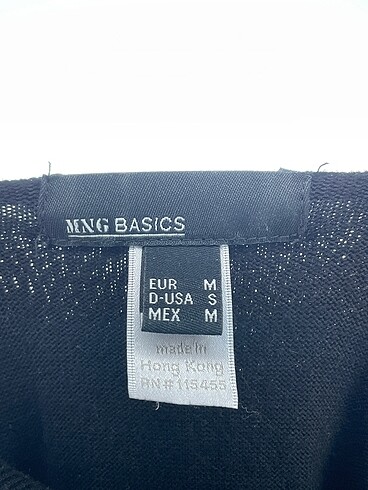 MNG BASICS
EUR M
D-USA S
MEX M
made in
Hong Kong
RN# 115455